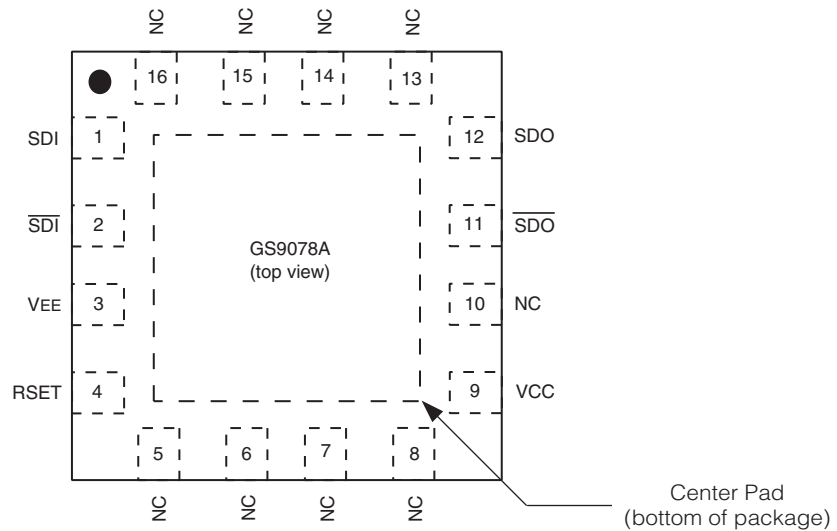 NC NC NC NC
16 15 14 13
SDI 1 12 SDO
S̅D̅I̅ 2 11 S̅D̅O̅
GS9078A
(top view)
VEE 3 10 NC
RSET 4 9 VCC
5 6 7 8
NC NC NC NC
Center Pad
(bottom of package)